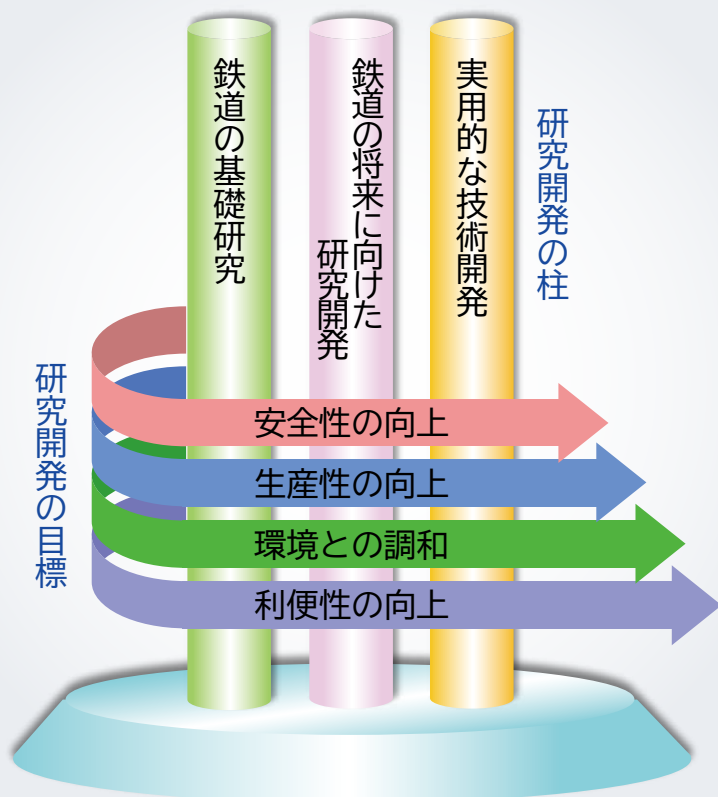 鉄道の基礎研究
鉄道の将来に向けた
研究開発
実用的な技術開発
研究開発の柱
研究開発の目標
安全性の向上
生産性の向上
環境との調和
利便性の向上